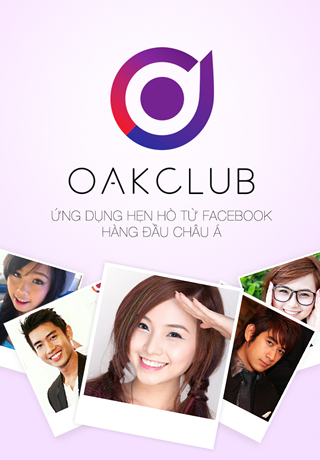 OAKCLUB
ỨNG DỤNG HẸN HÒ TỪ FACEBOOK
HÀNG ĐẦU CHÂU Á